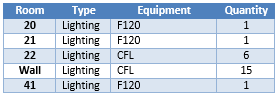 Room Type Equipment Quantity
20 Lighting F120 1
21 Lighting F120 1
22 Lighting CFL 6
Wall Lighting CFL 15
41 Lighting F120 1